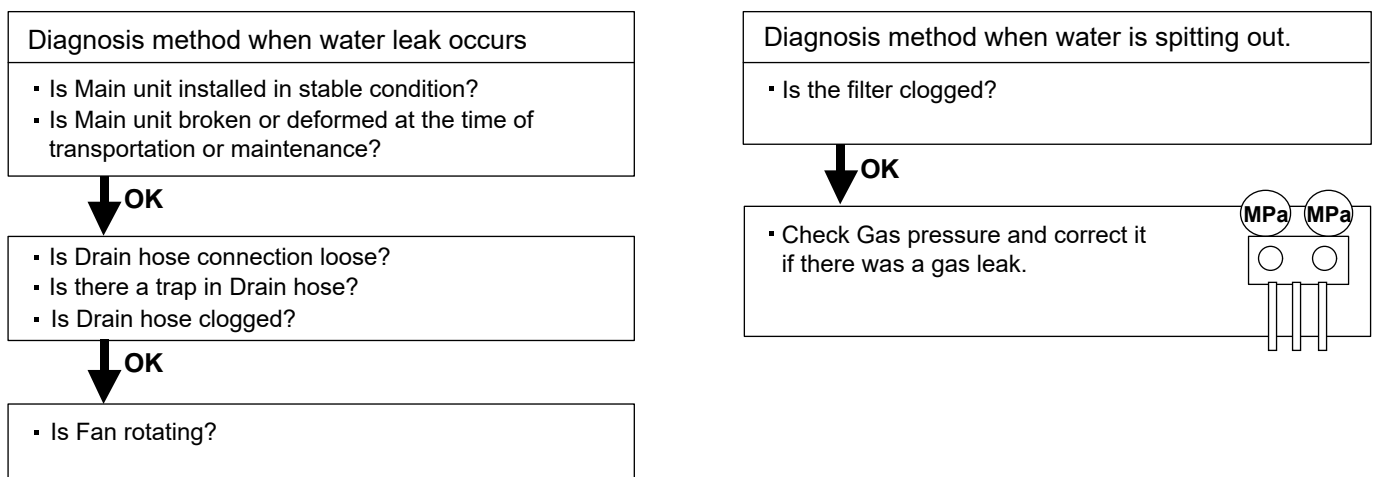 Diagnosis method when water leak occurs
▪ Is Main unit installed in stable condition?
▪ Is Main unit broken or deformed at the time of
transportation or maintenance?
OK
▪ Is Drain hose connection loose?
▪ Is there a trap in Drain hose?
▪ Is Drain hose clogged?
OK
▪ Is Fan rotating?
Diagnosis method when water is spitting out.
▪ Is the filter clogged?
OK
▪ Check Gas pressure and correct it
if there was a gas leak.
MPa MPa